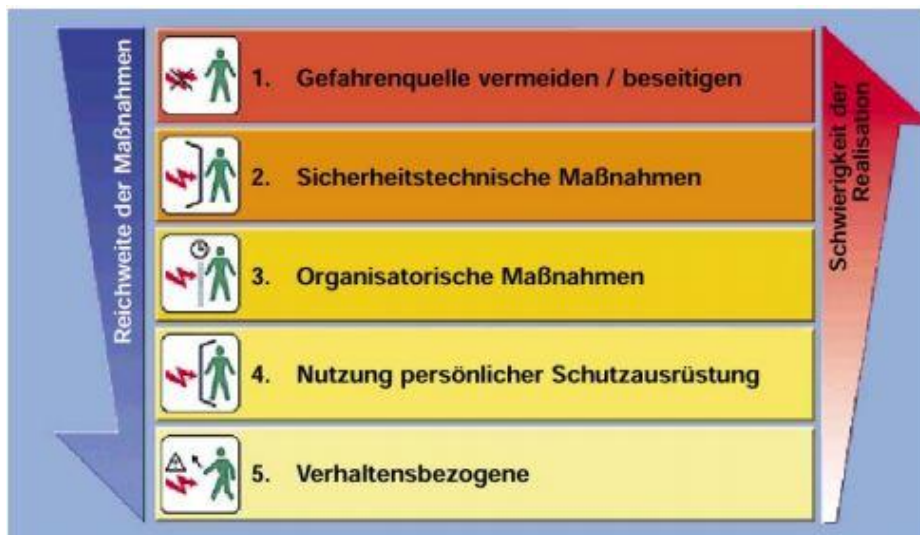 Reichweite der Maßnahmen
1. Gefahrenquelle vermeiden / beseitigen
2. Sicherheitstechnische Maßnahmen
3. Organisatorische Maßnahmen
4. Nutzung persönlicher Schutzausrüstung
5. Verhaltensbezogene
Schwierigkeit der
Realisation